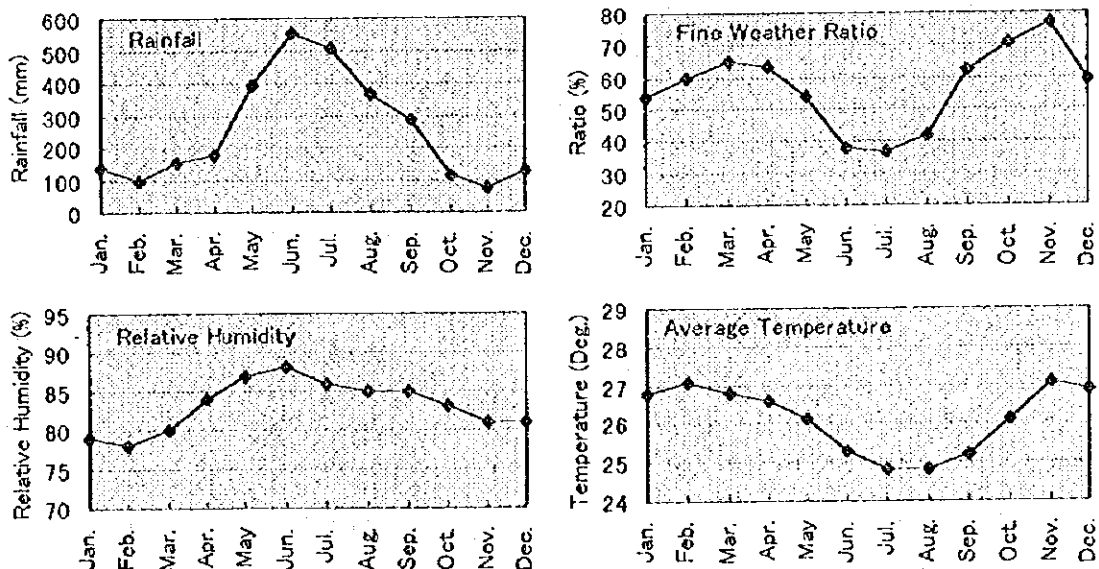 Rainfall
Rainfall (mm)
600
500
400
300
200
100
0
Jan.
Feb.
Mar.
Apr.
May
Jun.
Jul.
Aug.
Sep.
Oct.
Nov.
Dec.
Fine Weather Ratio
Ratio (%)
80
70
60
50
40
30
20
Jan.
Feb.
Mar.
Apr.
May
Jun.
Jul.
Aug.
Sep.
Oct.
Nov.
Dec.
Relative Humidity
Relative Humidity (%)
95
90
85
80
75
70
Jan.
Feb.
Mar.
Apr.
May
Jun.
Jul.
Aug.
Sep.
Oct.
Nov.
Dec.
Average Temperature
Temperature (Deg.)
29
28
27
26
25
24
Jan.
Feb.
Mar.
Apr.
May
Jun.
Jul.
Aug.
Sep.
Oct.
Nov.
Dec.